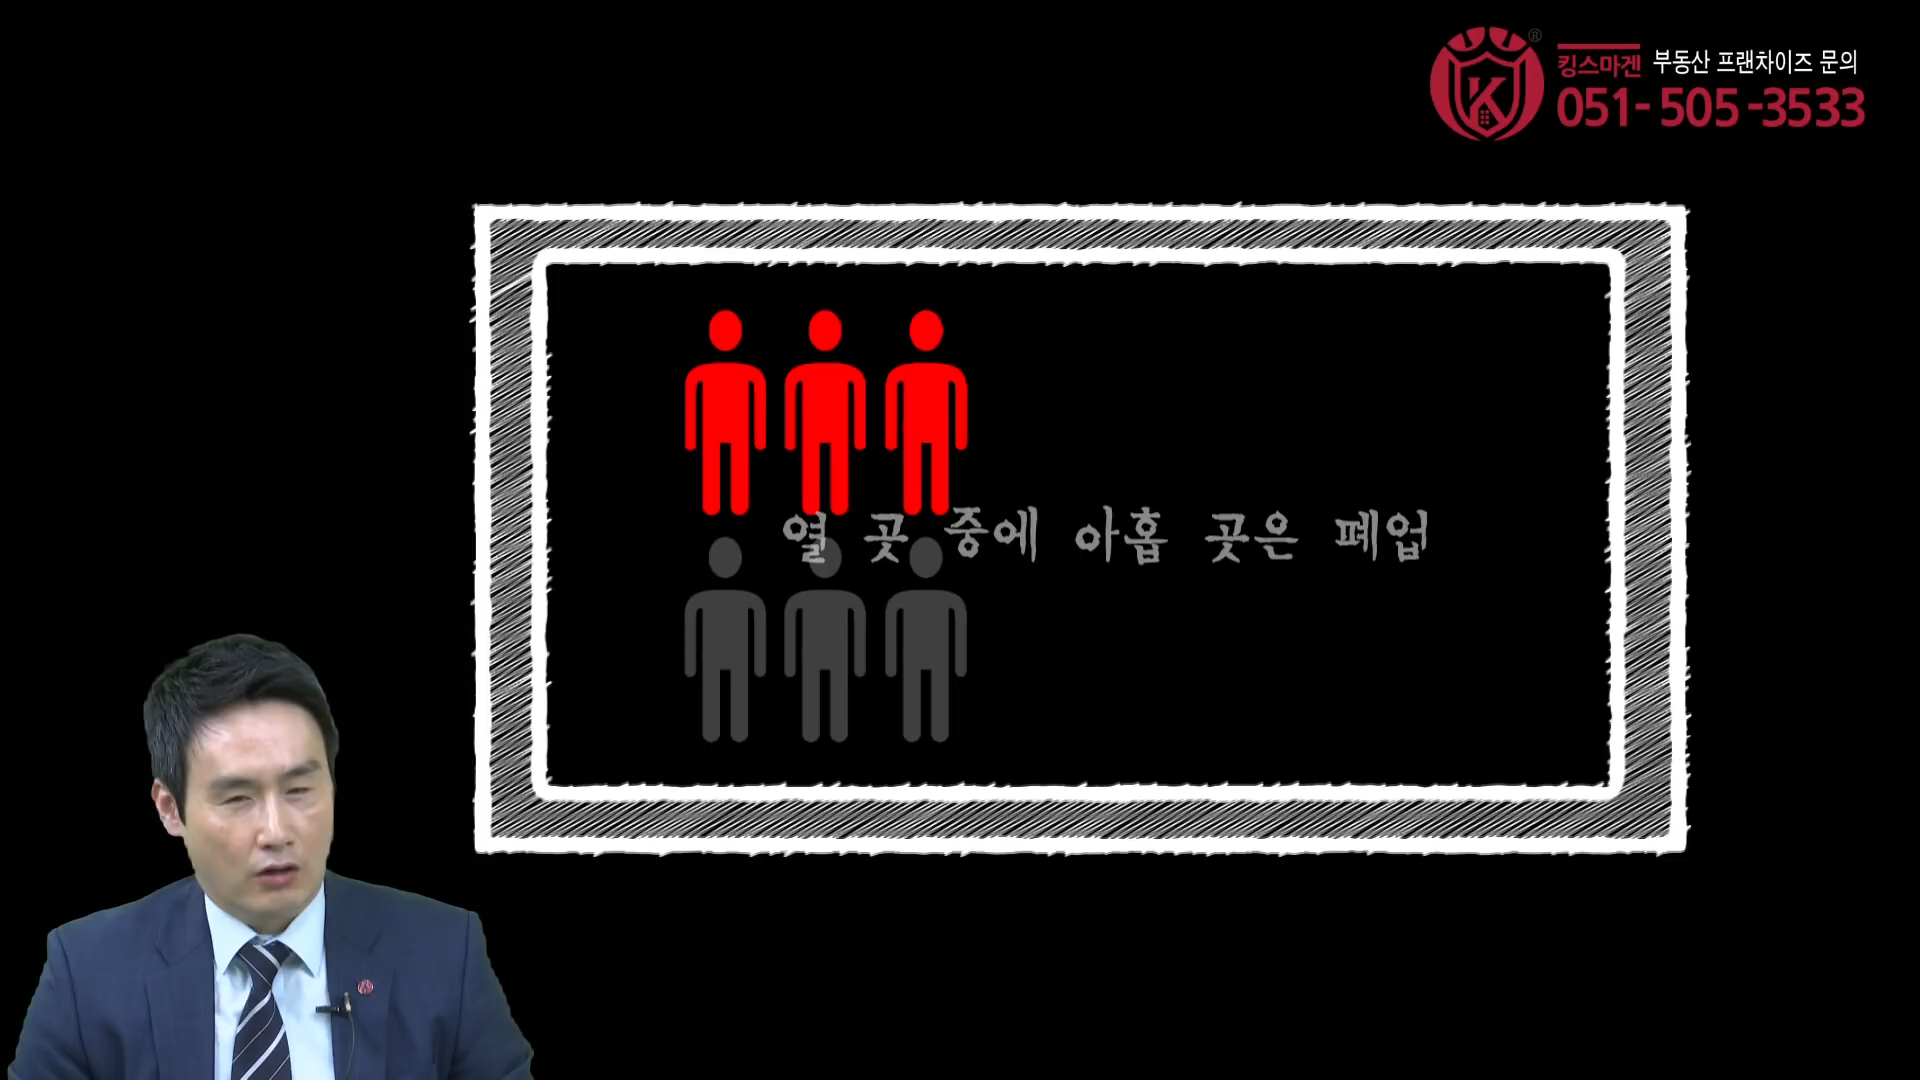 킹스마겐 부동산 프랜차이즈 문의
051-505-3533
열 곳 중에 아홉 곳은 폐업